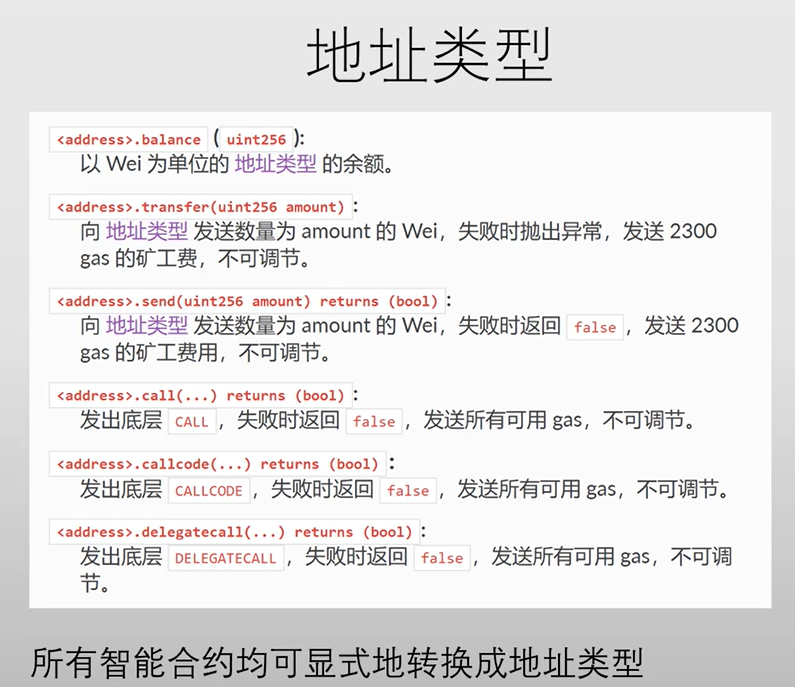 地址类型
<address>.balance (uint256):
以 Wei 为单位的 地址类型 的余额。
<address>.transfer(uint256 amount):
向 地址类型 发送数量为 amount 的 Wei，失败时抛出异常，发送 2300
gas 的矿工费，不可调节。
<address>.send(uint256 amount) returns (bool):
向 地址类型 发送数量为 amount 的 Wei，失败时返回 false，发送 2300
gas 的矿工费用，不可调节。
<address>.call(...) returns (bool):
发出底层 CALL，失败时返回 false，发送所有可用 gas，不可调节。
<address>.callcode(...) returns (bool):
发出底层 CALLCODE，失败时返回 false，发送所有可用 gas，不可调节。
<address>.delegatecall(...) returns (bool):
发出底层 DELEGATECALL，失败时返回 false，发送所有可用 gas，不可调
节。
所有智能合约均可显式地转换成地址类型